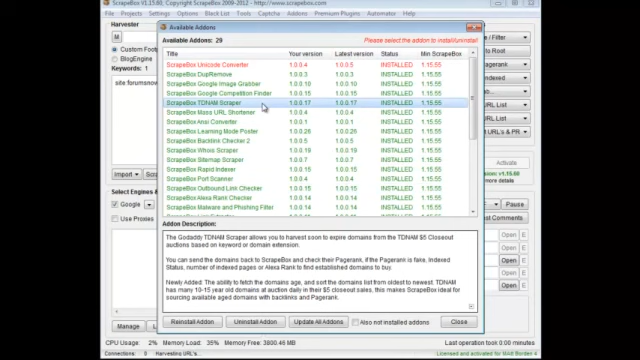 ScrapeBox V1.15.60, Copyright ScrapeBox © 2009-2012 - http://www.scrapebox.com
File Projects Settings Options Black List Tools Captcha Addons Premium Plugins Automator Help
Harvester
M
Custom Foot
BlogEngine
Keywords: 1
site forumsnov
Import
Scra
Select Engines &
Google
Use Proxies
Manage
Load
Available Addons
Available Addons: 29
Please select the addon to install/uninstall
Title Your version Latest version Status Min ScrapeBox
ScrapeBox Unicode Converter 1.0.0.4 1.0.0.5 INSTALLED 1.15.55
ScrapeBox DupRemove 1.0.0.3 1.0.0.3 INSTALLED 1.15.55
ScrapeBox Google Image Grabber 1.0.0.10 1.0.0.10 INSTALLED 1.15.55
ScrapeBox Google Competition Finder 1.0.0.15 1.0.0.15 INSTALLED 1.15.55
ScrapeBox TDNAM Scraper 1.0.0.17 1.0.0.17 INSTALLED 1.15.55
ScrapeBox Mass URL Shortener 1.0.0.4 1.0.0.4 INSTALLED 1.15.55
ScrapeBox Ansi Converter 1.0.0.1 1.0.0.1 INSTALLED 1.15.55
ScrapeBox Learning Mode Poster 1.0.0.26 1.0.0.26 INSTALLED 1.15.55
ScrapeBox Backlink Checker 2 1.0.0.5 1.0.0.5 INSTALLED 1.15.55
ScrapeBox Whois Scraper 1.0.0.19 1.0.0.19 INSTALLED 1.15.55
ScrapeBox Sitemap Scraper 1.0.0.7 1.0.0.7 INSTALLED 1.15.55
ScrapeBox Rapid Indexer 1.0.0.15 1.0.0.15 INSTALLED 1.15.55
ScrapeBox Port Scanner 1.0.0.4 1.0.0.4 INSTALLED 1.15.55
ScrapeBox Outbound Link Checker 1.0.0.15 1.0.0.15 INSTALLED 1.15.55
ScrapeBox Alexa Rank Checker 1.0.0.14 1.0.0.14 INSTALLED 1.15.55
ScrapeBox Malware and Phishing Filter 1.0.0.14 1.0.0.14 INSTALLED 1.15.55
Addon Description:
The Godaddy TDNAM Scraper allows you to harvest soon to expire domains from the TDNAM $5 Closeout
auctions based on keyword or domain extension.
You can send the domains back to ScrapeBox and check their Pagerank, if the Pagerank is fake, Indexed
Status, number of indexed pages or Alexa Rank to find established domains to buy.
Newly Added: The ability to fetch the domains age, and sort the domains list from oldest to newest. TDNAM
has many 10-15 year old domains at auction daily in their $5 closeout sales, this makes ScrapeBox ideal for
sourcing available aged domains with backlinks and Pagerank.
Reinstall Addon
Uninstall Addon
Update All Addons
Also not installed addons
Close
/ Filter
to Root
Pagerank
Indexed
URL List
URL List
URL's & PR
Activate
v1.15.60
more details
Pause
st Comments
Open E
Open E
Open E
Open E
CPU Usage: 2% Memory Load: 35% Memory Free: 3800.46 MB Last operation took 0:00 minute
Connections: 0 Harvesting URL's... Licensed and activated for Matt Borden 4